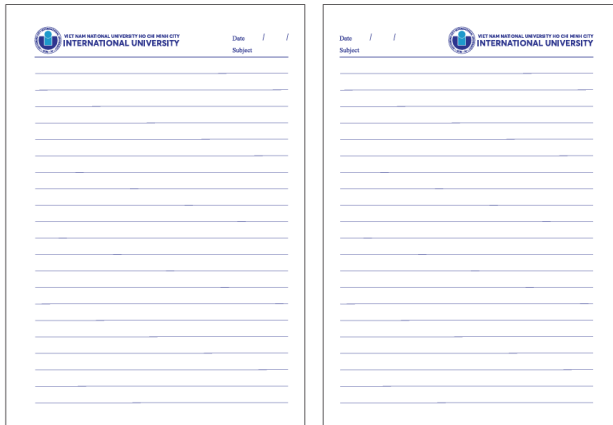 VIET NAM NATIONAL UNIVERSITY HO CHI MINH CITY
INTERNATIONAL UNIVERSITY
Date / /
Subject
Date / /
Subject
VIET NAM NATIONAL UNIVERSITY HO CHI MINH CITY
INTERNATIONAL UNIVERSITY